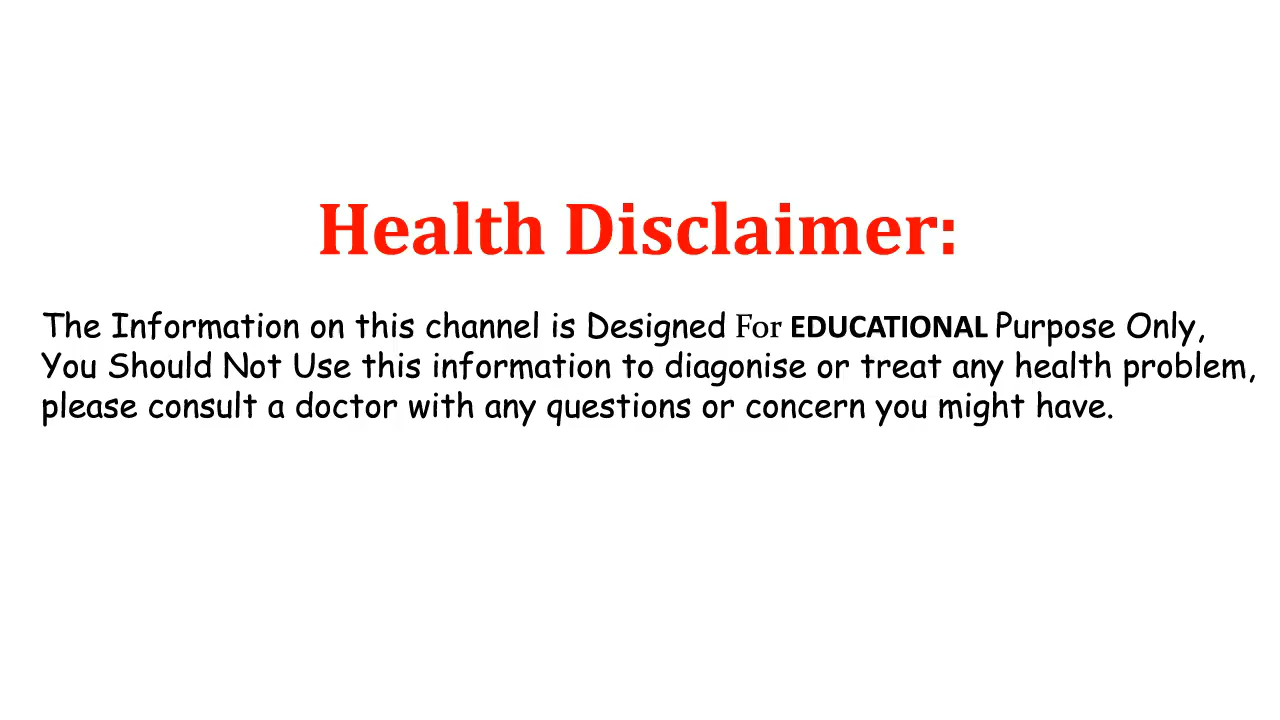 Health Disclaimer:
The Information on this channel is Designed For EDUCATIONAL Purpose Only,
You Should Not Use this information to diagonise or treat any health problem,
please consult a doctor with any questions or concern you might have.